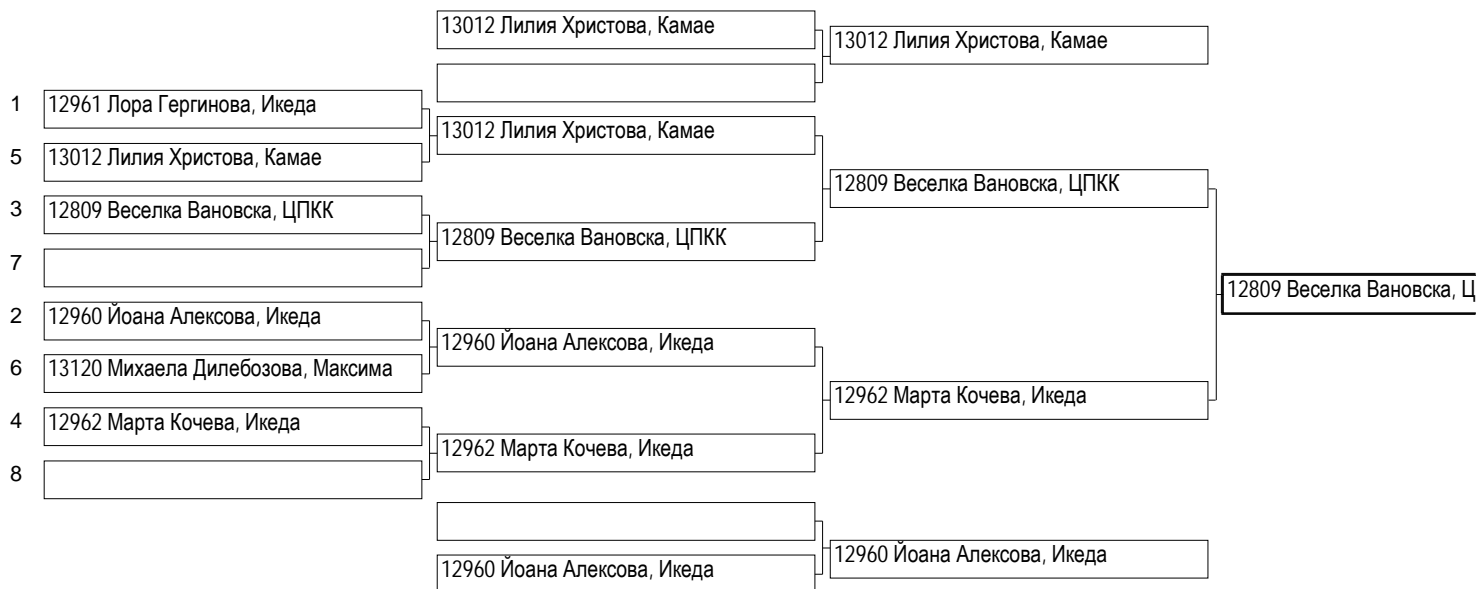 13012 Лилия Христова, Камае
13012 Лилия Христова, Камае
1 12961 Лора Гергинова, Икеда
13012 Лилия Христова, Камае
5 13012 Лилия Христова, Камае
12809 Веселка Вановска, ЦПКК
3 12809 Веселка Вановска, ЦПКК
12809 Веселка Вановска, ЦПКК
7
12809 Веселка Вановска, Ц
2 12960 Йоана Алексова, Икеда
12960 Йоана Алексова, Икеда
6 13120 Михаела Дилебозова, Максима
12962 Марта Кочева, Икеда
4 12962 Марта Кочева, Икеда
12962 Марта Кочева, Икеда
8
12960 Йоана Алексова, Икеда
12960 Йоана Алексова, Икеда